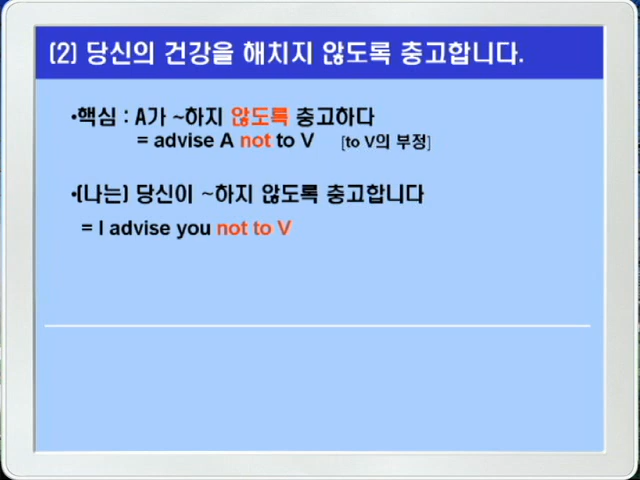 (2) 당신의 건강을 해치지 않도록 충고합니다.
•핵심 : A가 ~하지 않도록 충고하다
= advise A not to V [to V의 부정]
•(나는) 당신이 ~하지 않도록 충고합니다
= I advise you not to V